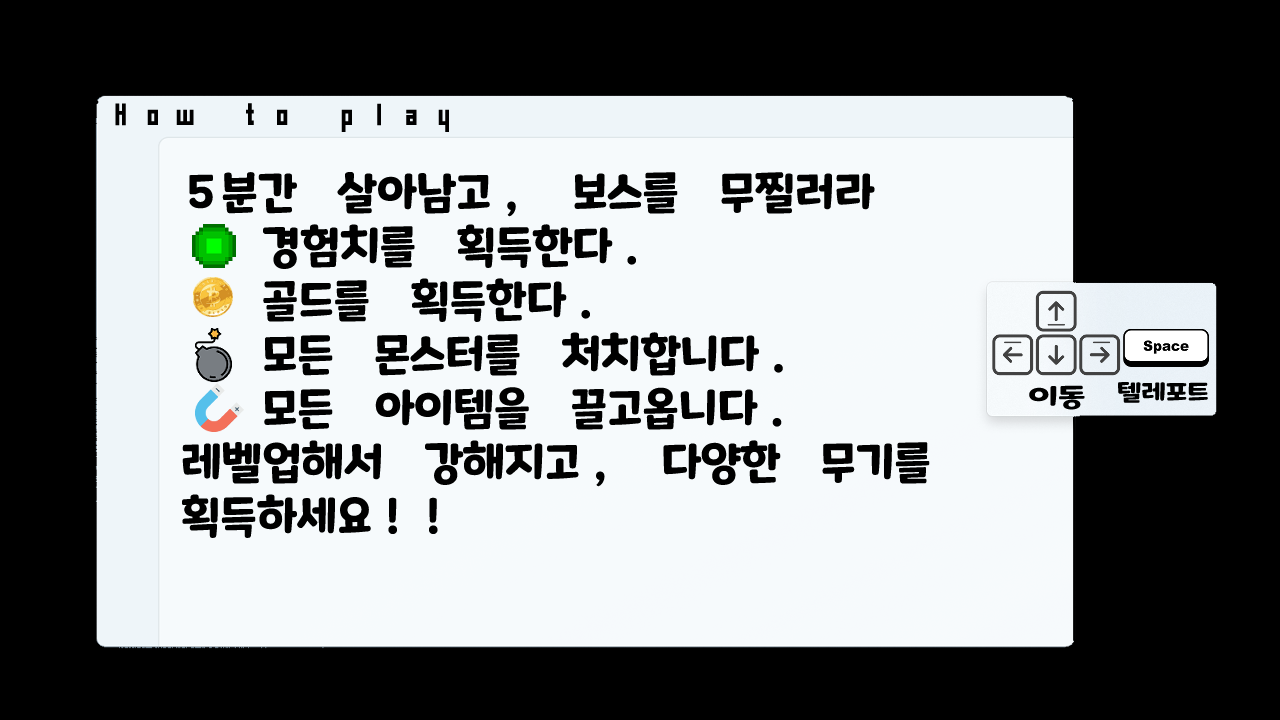 How to play
5분간 살아남고, 보스를 무찔러라
경험치를 획득한다.
골드를 획득한다.
모든 몬스터를 처치합니다.
모든 아이템을 끌고옵니다.
레벨업해서 강해지고, 다양한 무기를
획득하세요!!
Space
이동 텔레포트